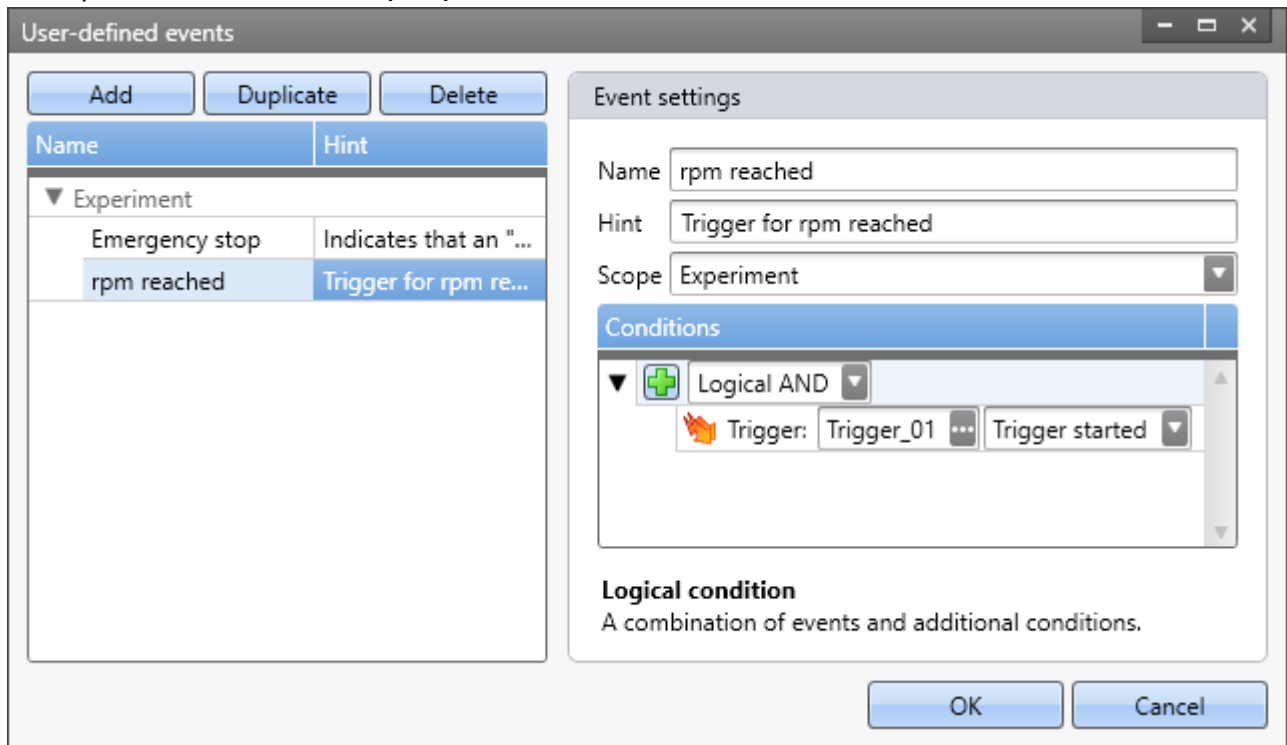 User-defined events
Add Duplicate Delete
Name Hint
Experiment
Emergency stop Indicates that an "...
rpm reached Trigger for rpm re...
Event settings
Name rpm reached
Hint Trigger for rpm reached
Scope Experiment
Conditions
Logical AND
Trigger: Trigger_01 ... Trigger started
Logical condition
A combination of events and additional conditions.
OK Cancel